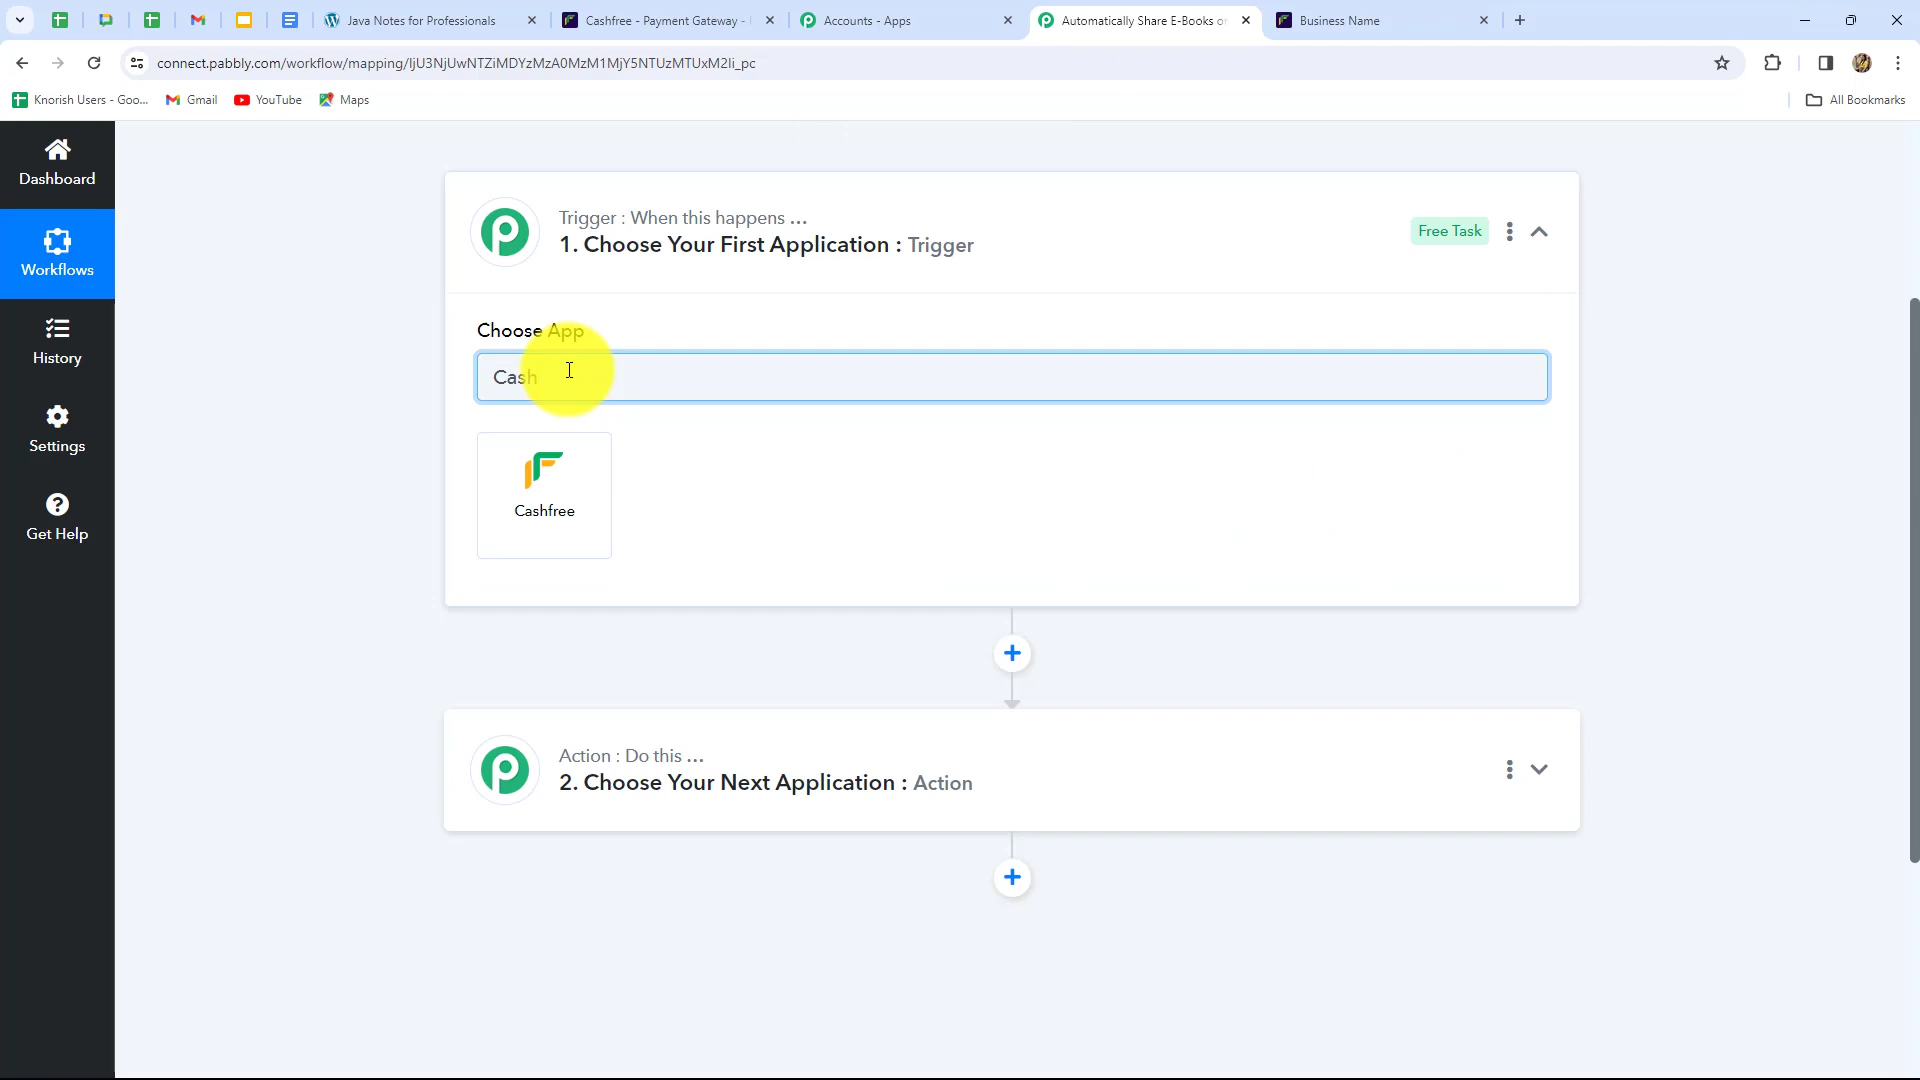 Java Notes for Professionals
Cashfree - Payment Gateway -
Accounts - Apps
Automatically Share E-Books or
Business Name
connect.pabbly.com/workflow/mapping/IjU3NjUwNTZiMDYzMzA0MzM1MjY5NTUzMTUxM2Ii_pc
Knorish Users - Goo...
Gmail
YouTube
Maps
All Bookmarks
Dashboard
Workflows
History
Settings
Get Help
Trigger : When this happens ...
1. Choose Your First Application : Trigger
Free Task
Choose App
Cash
Cashfree
Action : Do this ...
2. Choose Your Next Application : Action